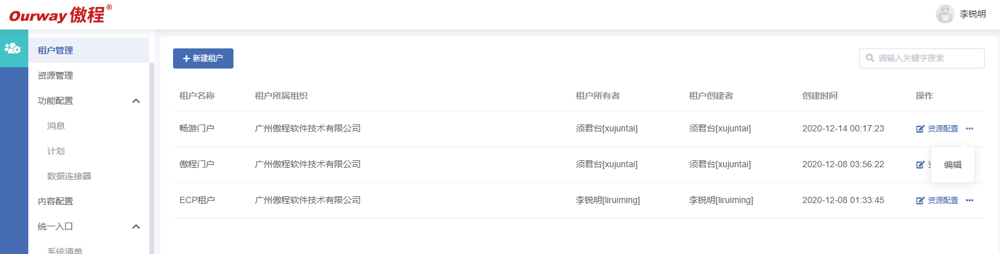 Ourway 傲程®
李锐明
租户管理
资源管理
功能配置
消息
计划
数据连接器
内容配置
统一入口
系统清单
+ 新建租户
请输入关键字搜索
租户名称 租户所属组织 租户所有者 租户创建者 创建时间 操作
畅游门户 广州傲程软件技术有限公司 须君台[xujuntai] 须君台[xujuntai] 2020-12-14 00:17:23 资源配置 ···
傲程门户 广州傲程软件技术有限公司 须君台[xujuntai] 须君台[xujuntai] 2020-12-08 03:56:22
编辑
ECP租户 广州傲程软件技术有限公司 李锐明[liruiming] 李锐明[liruiming] 2020-12-08 01:33:45 资源配置 ···